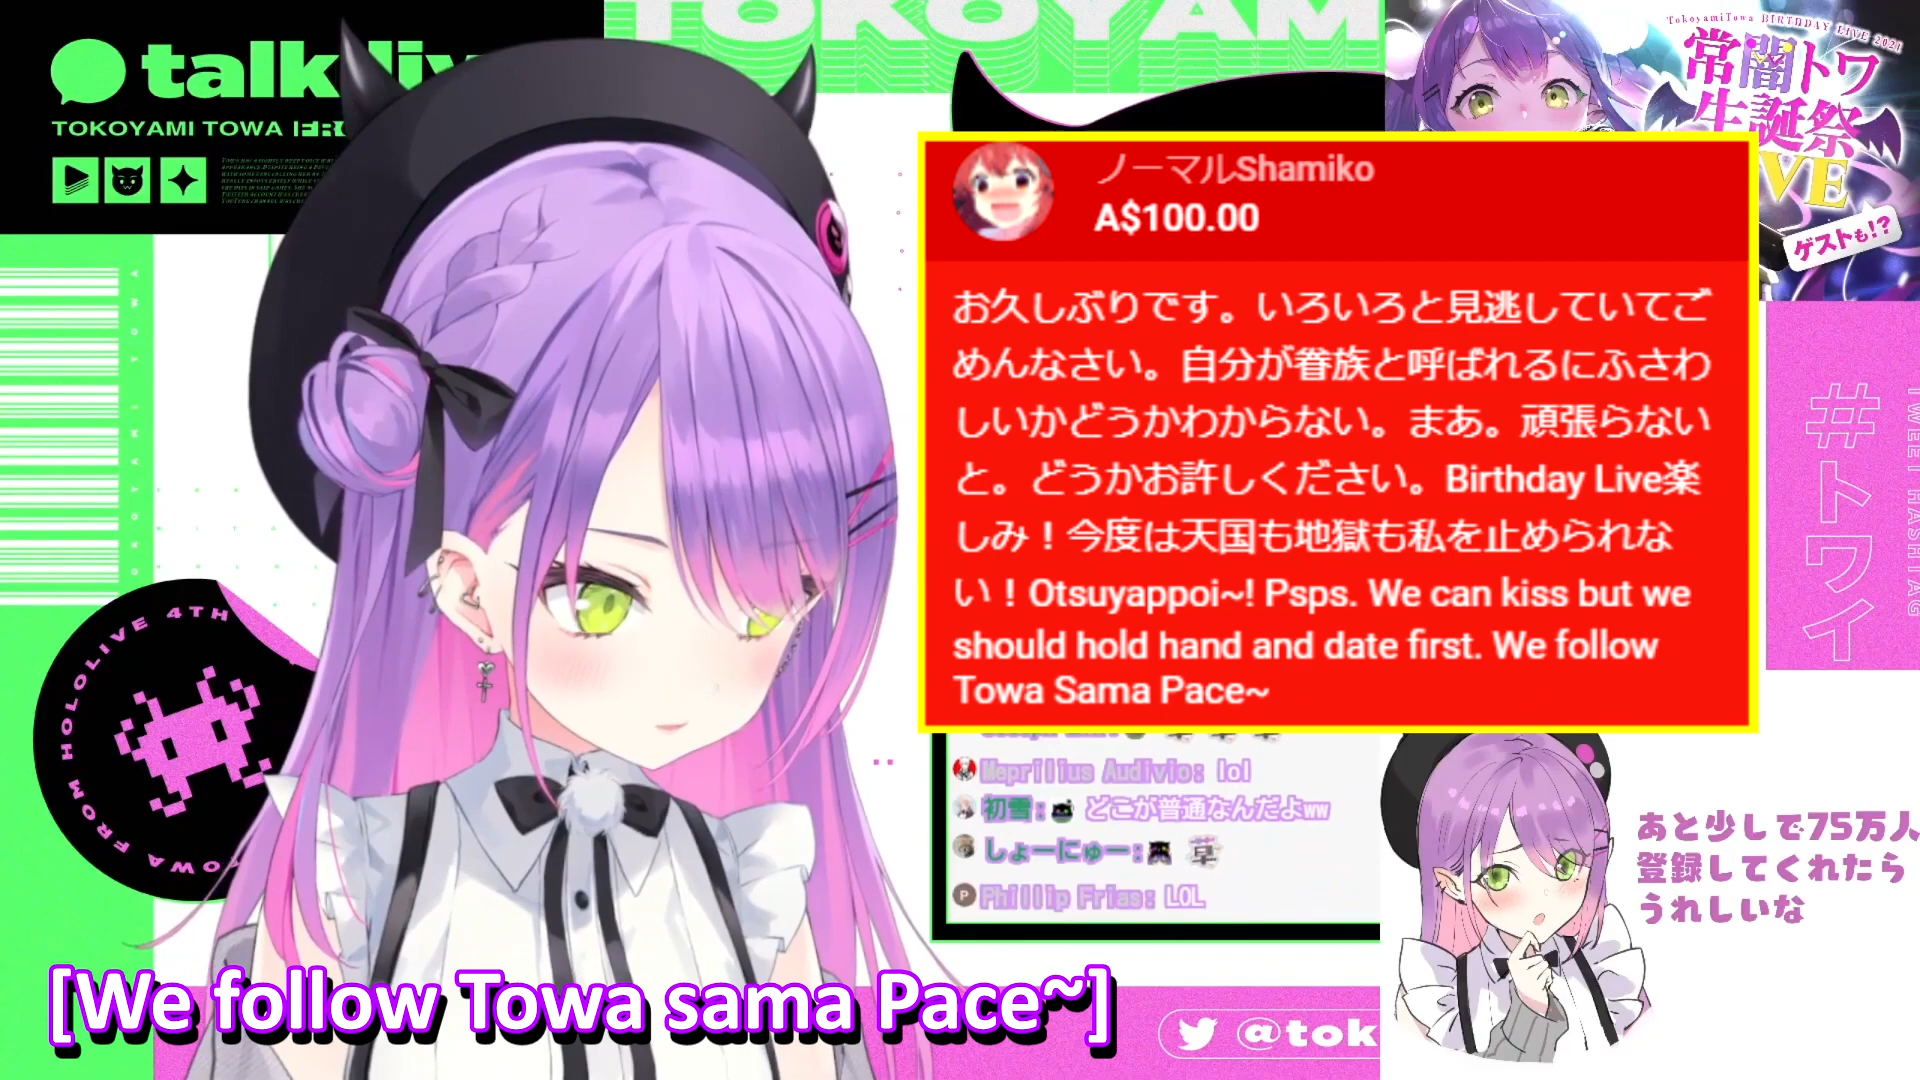 talk
TOKOYAMI TOWA
TOKOYAM
TokoyamiTowa BIRTHDAY LIVE 2021
常闇トワ
生誕祭
ゲストも!?
ノーマルShamiko
A$100.00
お久しぶりです。いろいろと見逃していてご
めんなさい。自分が眷族と呼ばれるにふさわ
しいかどうかわからない。まあ。頑張らない
と。どうかお許しください。Birthday Live楽
しみ！今度は天国も地獄も私を止められな
い！Otsuyappoi~! Psps. We can kiss but we
should hold hand and date first. We follow
Towa Sama Pace~
#トワイ
TWEET HASHTAG
HOLOLIVE 4TH
TOWA FROM
Meprilius Audivio: lol
初雪: どこが普通なんだよww
しょーにゅー: 草
P Phillip Frias: LOL
あと少しで75万人
登録してくれたら
うれしいな
@tok
[We follow Towa sama Pace~]